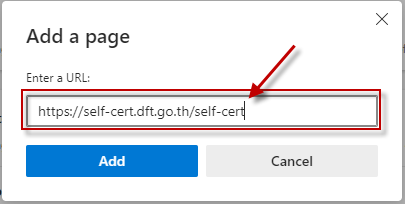 Add a page
Enter a URL:
https://self-cert.dft.go.th/self-cert
Add
Cancel